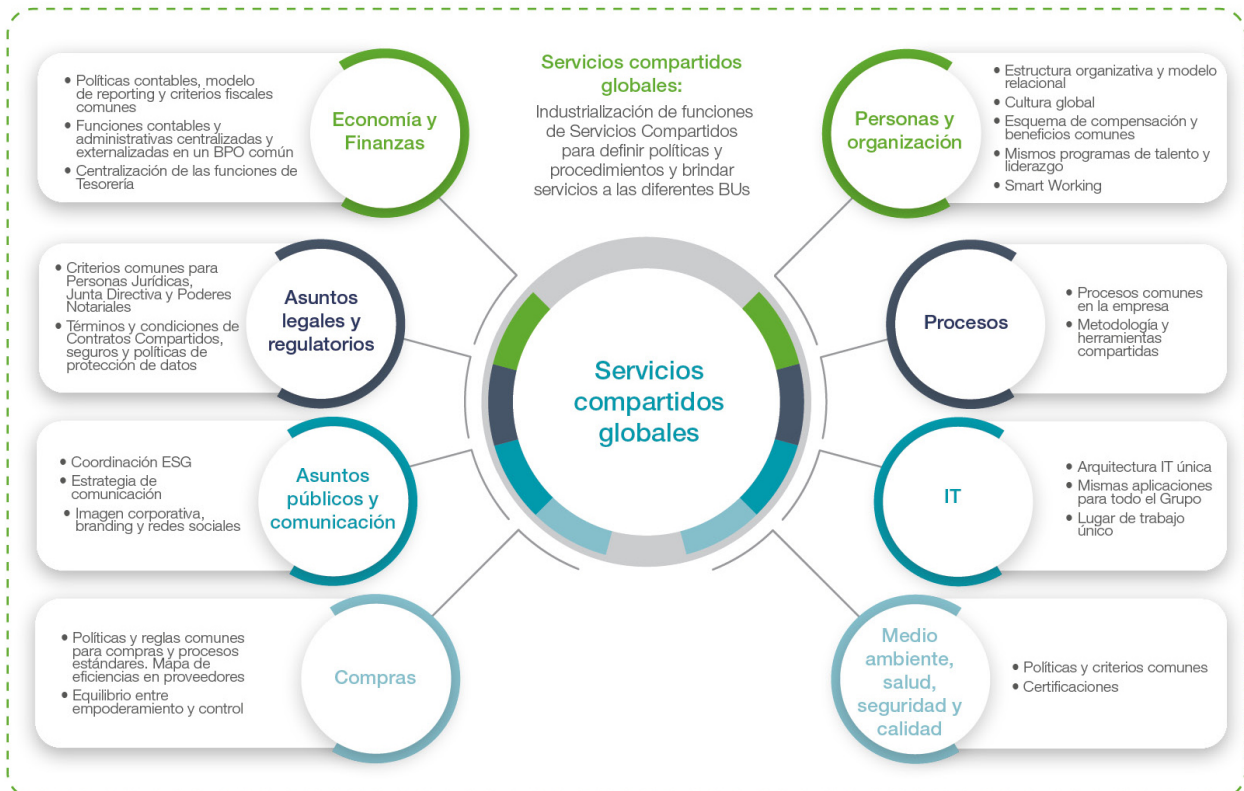 Servicios compartidos
globales:
Industrialización de funciones
de Servicios Compartidos
para definir políticas y
procedimientos y brindar
servicios a las diferentes BUs
• Políticas contables, modelo
de reporting y criterios fiscales
comunes
• Funciones contables y
administrativas centralizadas y
externalizadas en un BPO común
• Centralización de las funciones de
Tesorería
Economía y
Finanzas
Personas y
organización
• Estructura organizativa y modelo
relacional
• Cultura global
• Esquema de compensación y
beneficios comunes
• Mismos programas de talento y
liderazgo
• Smart Working
• Criterios comunes para
Personas Jurídicas,
Junta Directiva y Poderes
Notariales
• Términos y condiciones de
Contratos Compartidos,
seguros y políticas de
protección de datos
Asuntos
legales y
regulatorios
Procesos
• Procesos comunes
en la empresa
• Metodología y
herramientas
compartidas
Servicios
compartidos
globales
• Coordinación ESG
• Estrategia de
comunicación
• Imagen corporativa,
branding y redes sociales
Asuntos
públicos y
comunicación
IT
• Arquitectura IT única
• Mismas aplicaciones
para todo el Grupo
• Lugar de trabajo
único
• Políticas y reglas comunes
para compras y procesos
estándares. Mapa de
eficiencias en proveedores
• Equilibrio entre
empoderamiento y control
Compras
Medio
ambiente,
salud,
seguridad y
calidad
• Políticas y criterios comunes
• Certificaciones